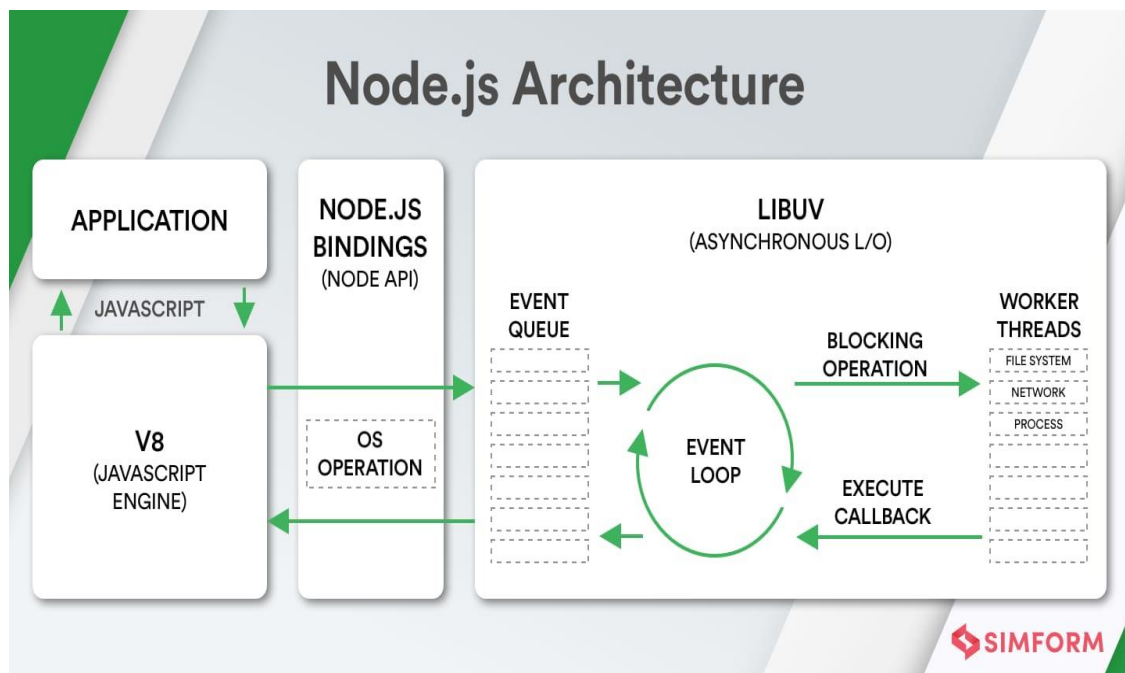 Node.js Architecture
APPLICATION
JAVASCRIPT
V8
(JAVASCRIPT
ENGINE)
NODE.JS
BINDINGS
(NODE API)
OS
OPERATION
LIBUV
(ASYNCHRONOUS L/O)
EVENT
QUEUE
EVENT
LOOP
BLOCKING
OPERATION
EXECUTE
CALLBACK
WORKER
THREADS
FILE SYSTEM
NETWORK
PROCESS
SIMFORM